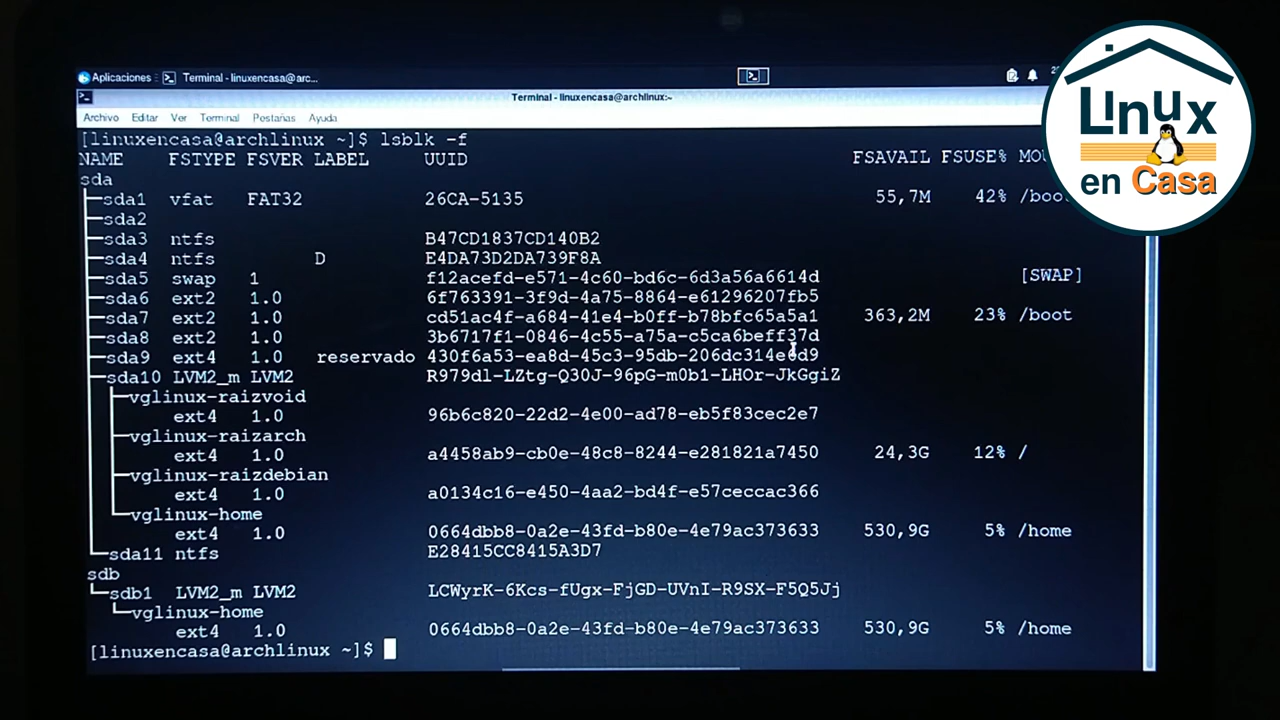 Aplicaciones : Terminal - linuxencasa@arc...
Terminal - linuxencasa@archlinux:~
Archivo Editar Ver Terminal Pestañas Ayuda
[linuxencasa@archlinux ~]$ lsblk -f
NAME FSTYPE FSVER LABEL UUID FSAVAIL FSUSE%
sda
├─sda1 vfat FAT32 26CA-5135 55,7M 42%
├─sda2
├─sda3 ntfs B47CD1837CD140B2
├─sda4 ntfs D E4DA73D2DA739F8A
├─sda5 swap 1 f12acefd-e571-4c60-bd6c-6d3a56a6614d [SWAP]
├─sda6 ext2 1.0 6f763391-3f9d-4a75-8864-e61296207fb5
├─sda7 ext2 1.0 cd51ac4f-a684-41e4-b0ff-b78bfc65a5a1 363,2M 23% /boot
├─sda8 ext2 1.0 3b6717f1-0846-4c55-a75a-c5ca6beff37d
├─sda9 ext4 1.0 reservado
├─sda10 LVM2_m LVM2 R979dl-LZtg-Q30J-96pG-m0b1-LHOr-JkGgiZ
│ ├─vglinux-raizvoid
│ │ ext4 1.0 96b6c820-22d2-4e00-ad78-eb5f83cec2e7
│ ├─vglinux-raizarch
│ │ ext4 1.0 a4458ab9-cb0e-48c8-8244-e281821a7450 24,3G 12% /
│ ├─vglinux-raizdebian
│ │ ext4 1.0 a0134c16-e450-4aa2-bd4f-e57ceccac366
│ └─vglinux-home
│ ext4 1.0 0664dbb8-0a2e-43fd-b80e-4e79ac373633 530,9G 5% /home
└─sda11 ntfs E28415CC8415A3D7
sdb
└─sdb1 LVM2_m LVM2 LCWyrK-6Kcs-fUgx-FjGD-UVnI-R9SX-F5Q5Jj
└─vglinux-home
ext4 1.0 0664dbb8-0a2e-43fd-b80e-4e79ac373633 530,9G 5% /home
[linuxencasa@archlinux ~]$
Linux
en Casa